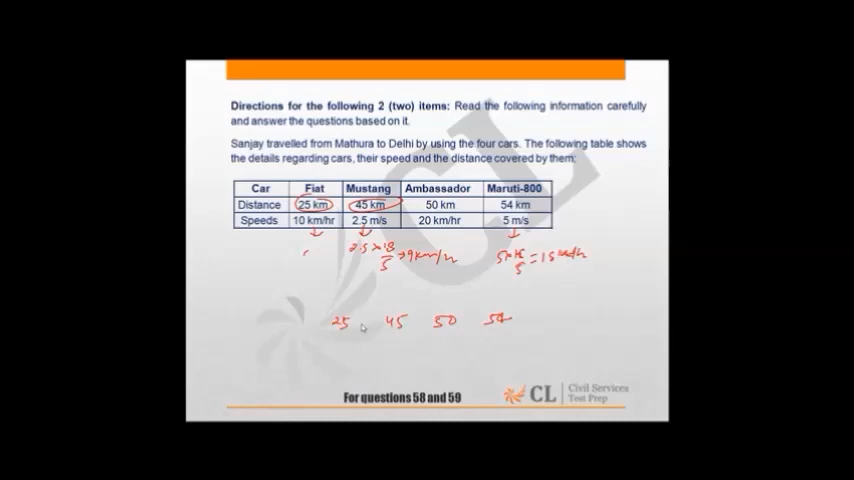 Directions for the following 2 (two) items: Read the following information carefully
and answer the questions based on it.
Sanjay travelled from Mathura to Delhi by using the four cars. The following table shows
the details regarding cars, their speed and the distance covered by them:
Car Fiat Mustang Ambassador Maruti-800
Distance 25 km 45 km 50 km 54 km
Speeds 10 km/hr 2.5 m/s 20 km/hr 5 m/s
2.5 × 18/5 → 9 km/h 5 × 18/5 = 18 km/h
25 45 50 54
For questions 58 and 59
CL Civil Services
Test Prep
CL